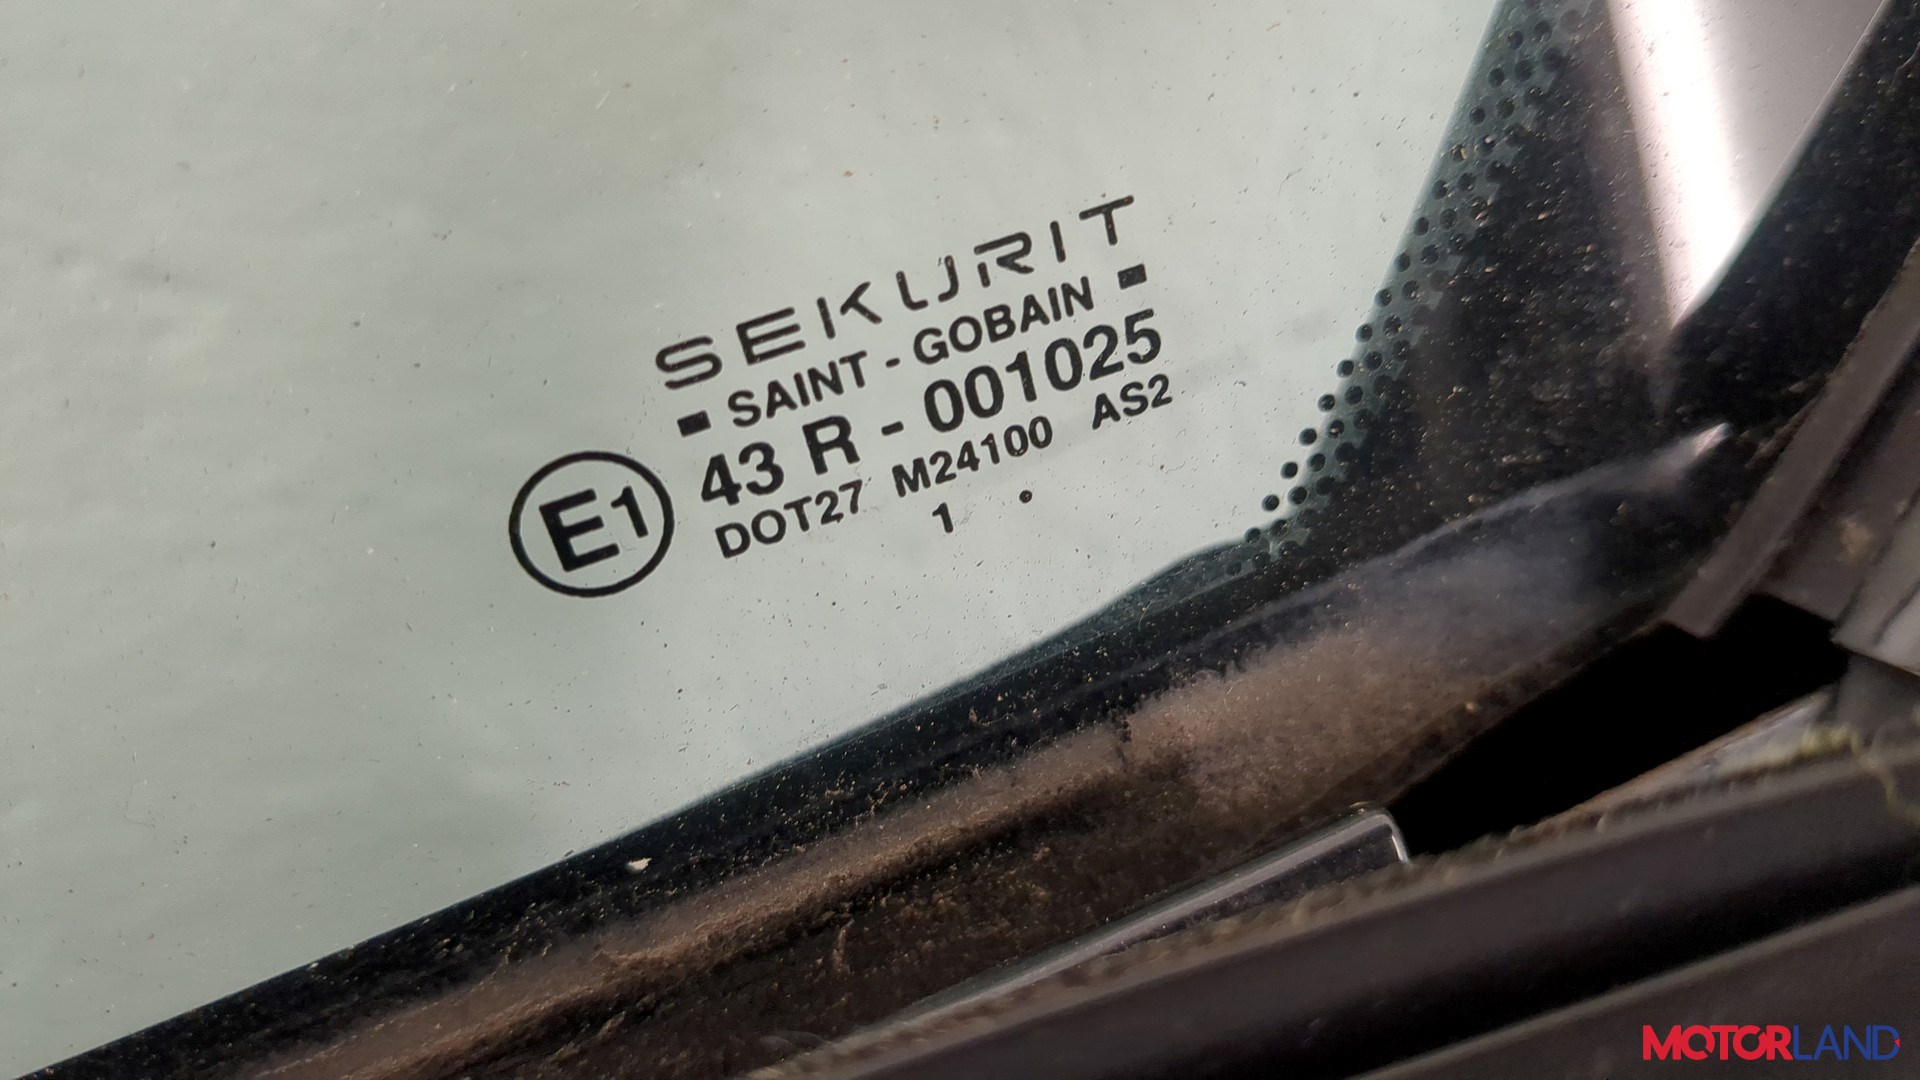 SEKURIT
SAINT - GOBAIN
E1 43 R - 001025
DOT27 M24100 AS2
1 .
MOTORLAND